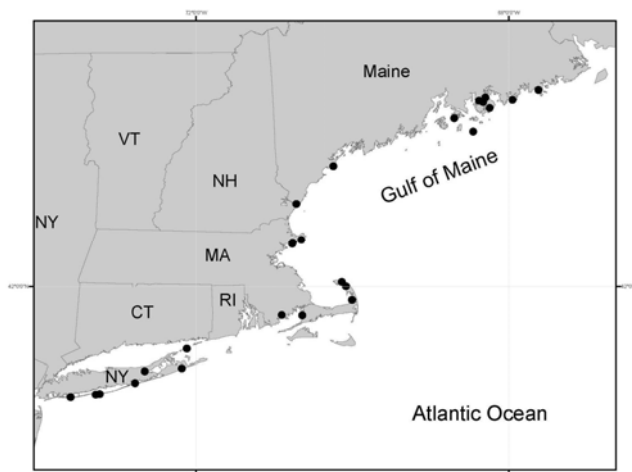 Maine
VT
NH
Gulf of Maine
NY
MA
RI
CT
NY
Atlantic Ocean